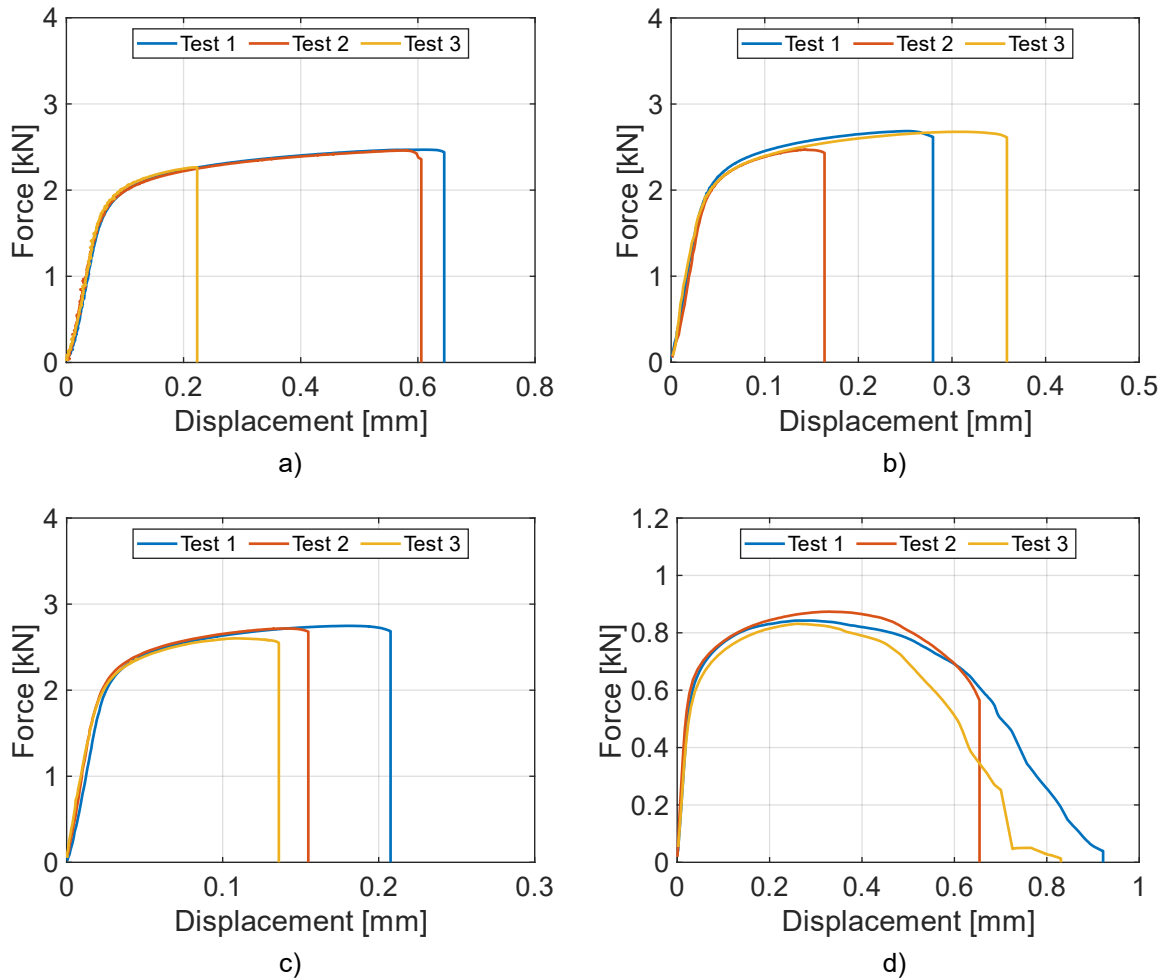 Test 1 Test 2 Test 3
4
3
2
1
0
Force [kN]
0 0.2 0.4 0.6 0.8
Displacement [mm]
a)
Test 1 Test 2 Test 3
4
3
2
1
0
Force [kN]
0 0.1 0.2 0.3 0.4 0.5
Displacement [mm]
b)
Test 1 Test 2 Test 3
4
3
2
1
0
Force [kN]
0 0.1 0.2 0.3
Displacement [mm]
c)
Test 1 Test 2 Test 3
1.2
1
0.8
0.6
0.4
0.2
0
Force [kN]
0 0.2 0.4 0.6 0.8 1
Displacement [mm]
d)